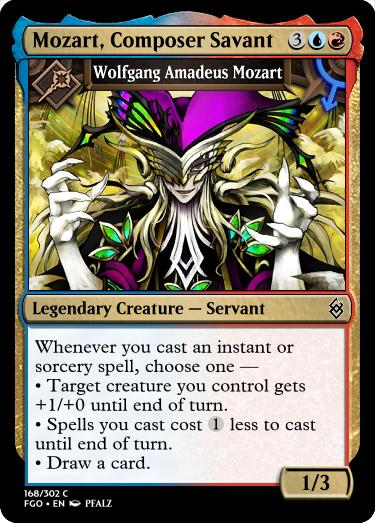 Mozart, Composer Savant 3
Wolfgang Amadeus Mozart
Legendary Creature — Servant
Whenever you cast an instant or
sorcery spell, choose one —
• Target creature you control gets
+1/+0 until end of turn.
• Spells you cast cost 1 less to cast
until end of turn.
• Draw a card.
1/3
168/302 C
FGO • EN PFALZ